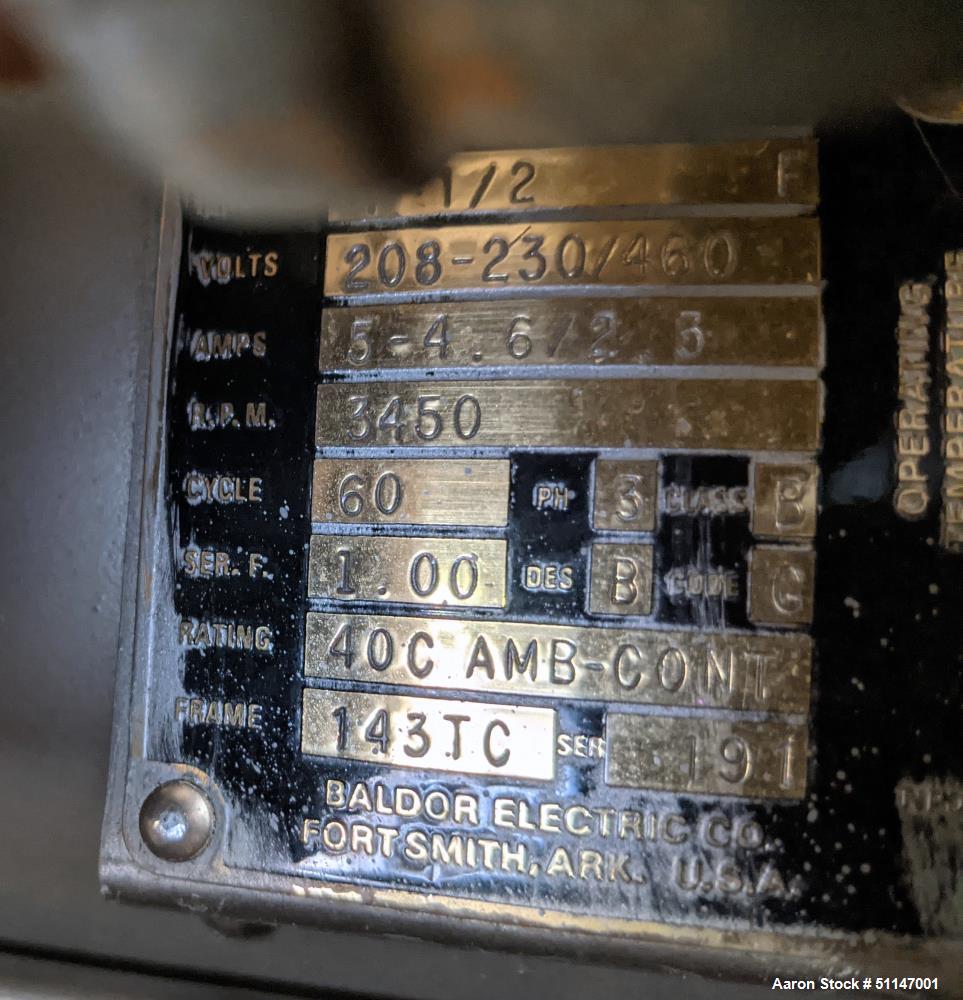 1/2
VOLTS 208-230/460
AMPS 5-4.6/2.3
R.P.M. 3450
CYCLE 60 PH 3 CLASS B
SER. F. 1.00 DES B CODE
RATING 40C AMB-CONT
FRAME 143TC SER 191
BALDOR ELECTRIC CO.
FORT SMITH, ARK. U.S.A.
OPERATING
TEMPERATURE
Aaron Stock # 51147001